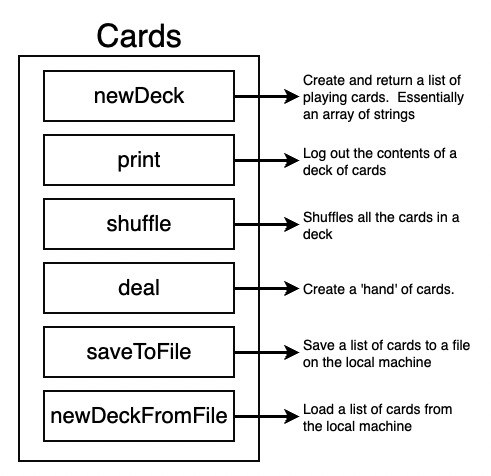 Cards
newDeck
Create and return a list of
playing cards.  Essentially
an array of strings
print
Log out the contents of a
deck of cards
shuffle
Shuffles all the cards in a
deck
deal
Create a 'hand' of cards.
saveToFile
Save a list of cards to a file
on the local machine
newDeckFromFile
Load a list of cards from
the local machine